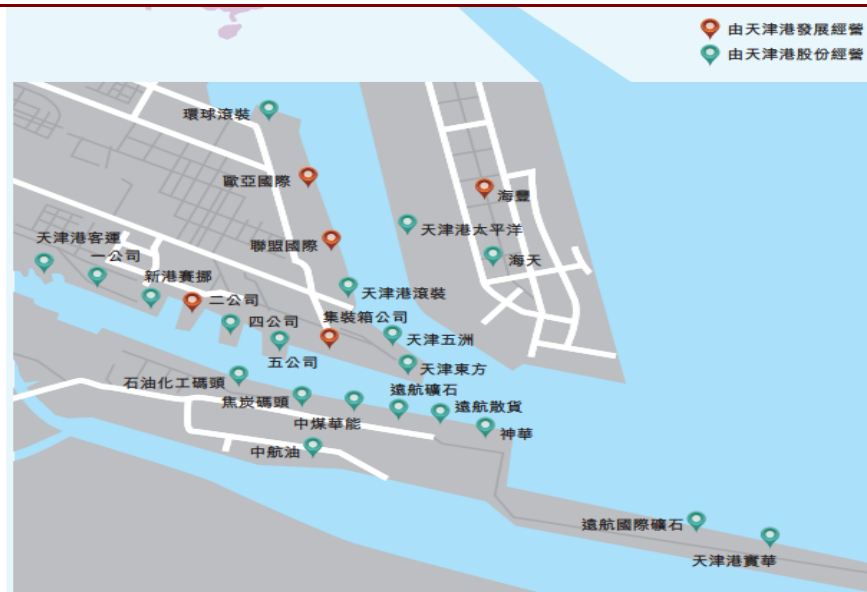 由天津港發展經營
由天津港股份經營
環球滾裝
歐亞國際
海豐
天津港太平洋
天津港客運
聯盟國際
海天
一公司
新港賽挪
天津港滾裝
二公司
集裝箱公司
四公司
天津五洲
五公司
天津東方
石油化工碼頭
遠航礦石
焦炭碼頭
遠航散貨
中煤華能
神華
中航油
遠航國際礦石
天津港實華